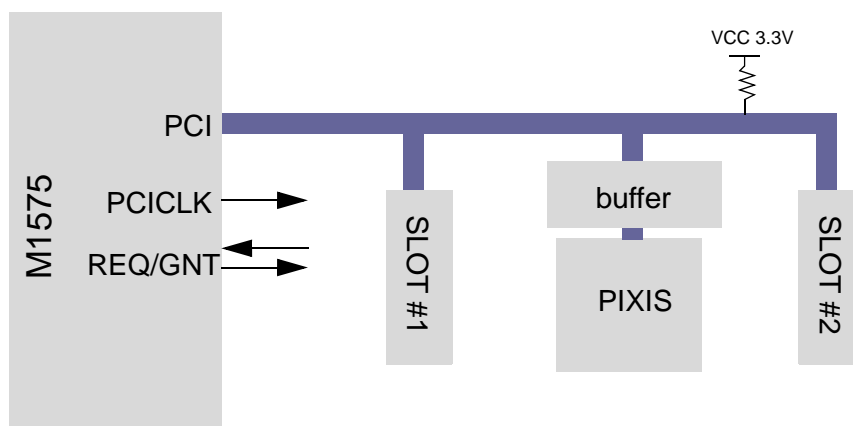 VCC 3.3V
PCI
M1575
PCICLK
REQ/GNT
SLOT #1
buffer
PIXIS
SLOT #2